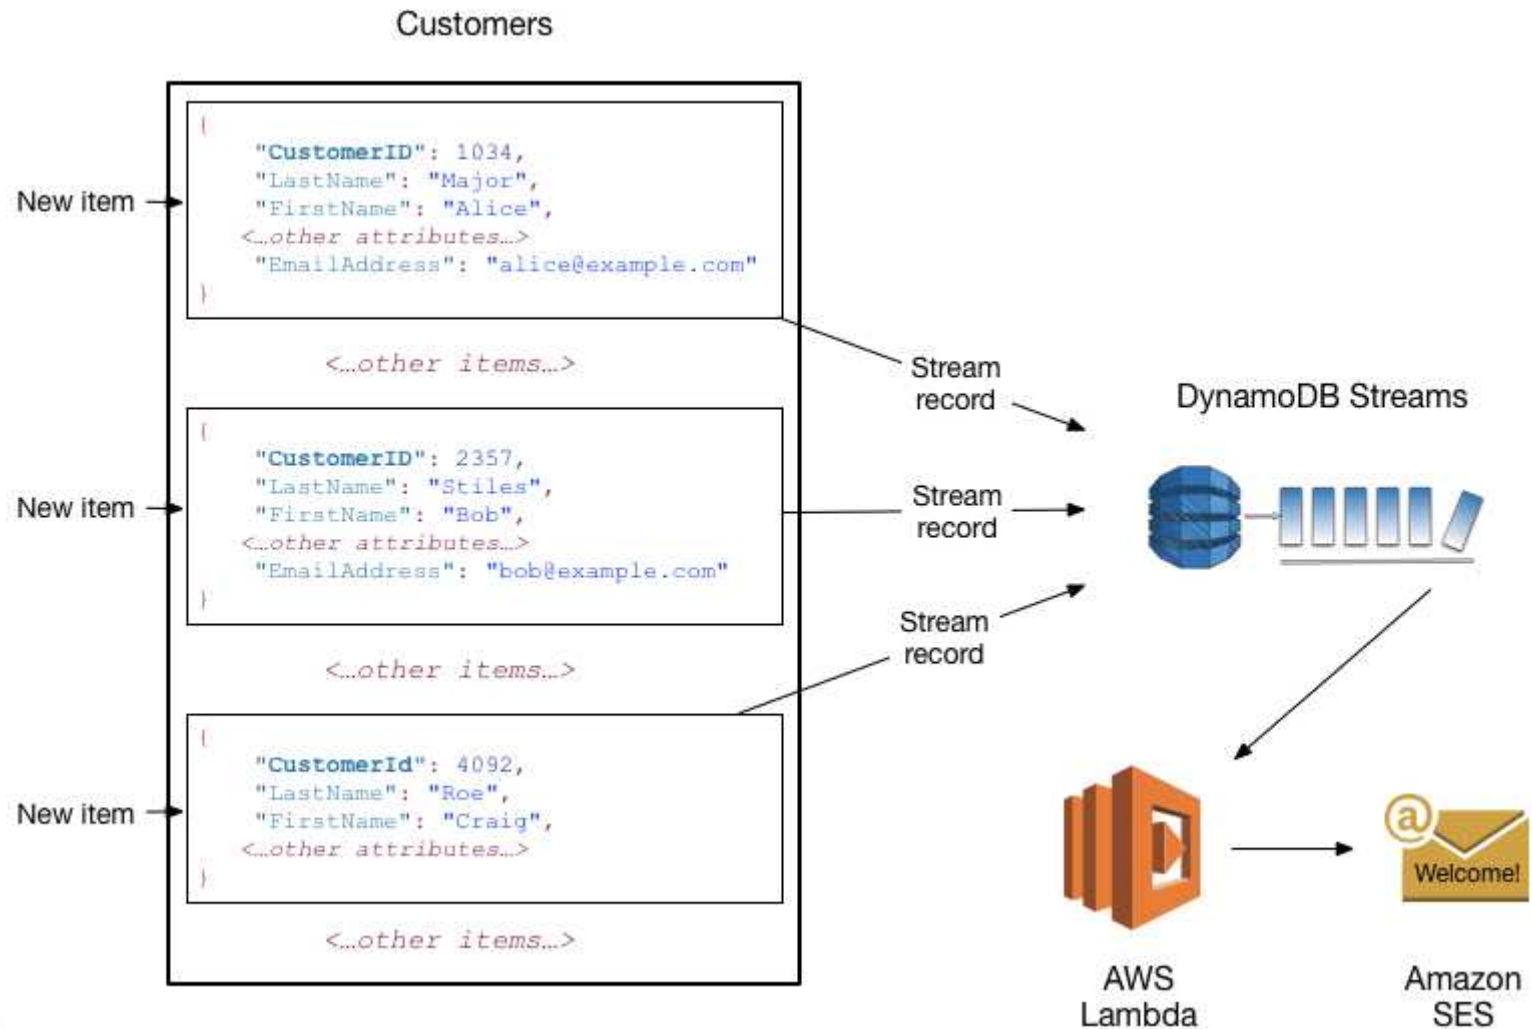 Customers
New item
{
"CustomerID": 1034,
"LastName": "Major",
"FirstName": "Alice",
<…other attributes…>
"EmailAddress": "alice@example.com"
}
<…other items…>
New item
{
"CustomerID": 2357,
"LastName": "Stiles",
"FirstName": "Bob",
<…other attributes…>
"EmailAddress": "bob@example.com"
}
<…other items…>
New item
{
"CustomerId": 4092,
"LastName": "Roe",
"FirstName": "Craig",
<…other attributes…>
}
<…other items…>
Stream
record
Stream
record
Stream
record
DynamoDB Streams
AWS
Lambda
@
Welcome!
Amazon
SES